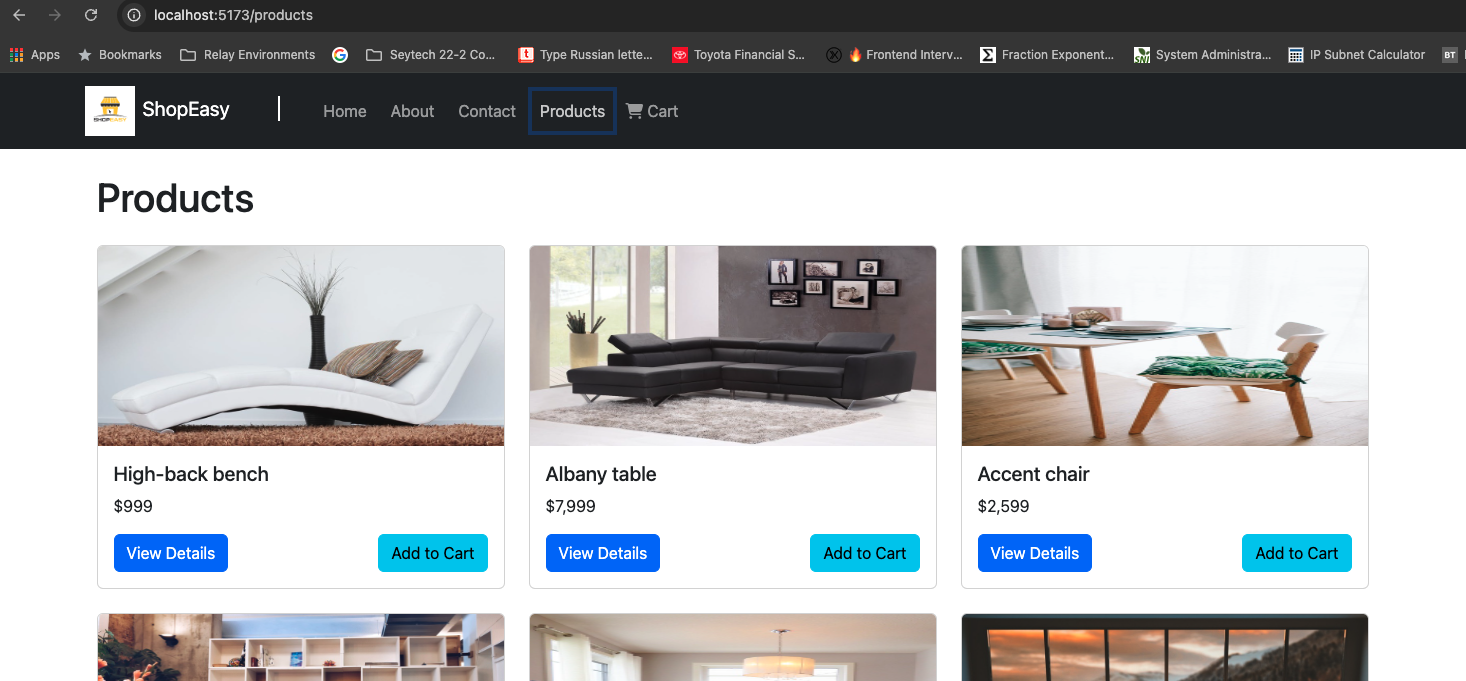 localhost:5173/products
Apps Bookmarks Relay Environments Seytech 22-2 Co... Type Russian lette... Toyota Financial S... Frontend Interv... Fraction Exponent... System Administra... IP Subnet Calculator
ShopEasy Home About Contact Products Cart
Products
High-back bench Albany table Accent chair
$999 $7,999 $2,599
View Details Add to Cart View Details Add to Cart View Details Add to Cart